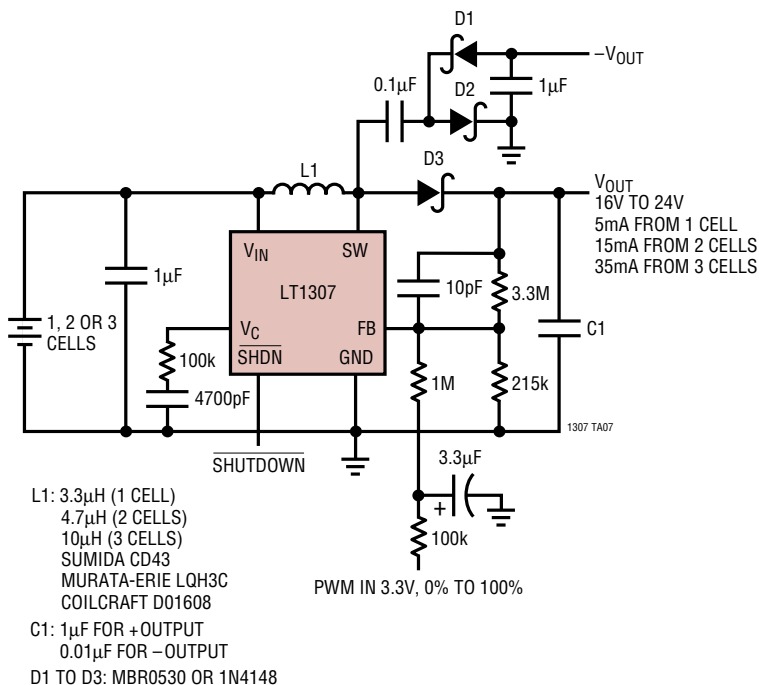 D1
–VOUT
0.1µF
D2
1µF
L1
D3
VOUT
16V TO 24V
5mA FROM 1 CELL
15mA FROM 2 CELLS
35mA FROM 3 CELLS
VIN
SW
1µF
LT1307
10pF
3.3M
1, 2 OR 3
CELLS
VC
FB
C1
100k
SHDN
GND
1M
215k
4700pF
1307 TA07
SHUTDOWN
3.3µF
+
100k
PWM IN 3.3V, 0% TO 100%
L1: 3.3µH (1 CELL)
4.7µH (2 CELLS)
10µH (3 CELLS)
SUMIDA CD43
MURATA-ERIE LQH3C
COILCRAFT D01608
C1: 1µF FOR +OUTPUT
0.01µF FOR –OUTPUT
D1 TO D3: MBR0530 OR 1N4148